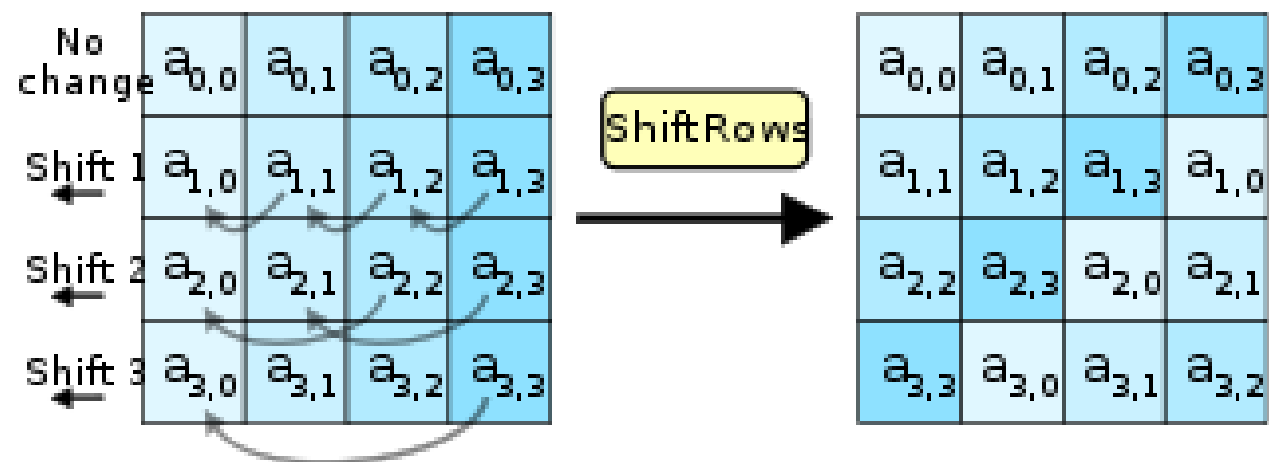 No
change
a0,0 a0,1 a0,2 a0,3
Shift 1
a1,0 a1,1 a1,2 a1,3
Shift 2
a2,0 a2,1 a2,2 a2,3
Shift 3
a3,0 a3,1 a3,2 a3,3
ShiftRows
a0,0 a0,1 a0,2 a0,3
a1,1 a1,2 a1,3 a1,0
a2,2 a2,3 a2,0 a2,1
a3,3 a3,0 a3,1 a3,2